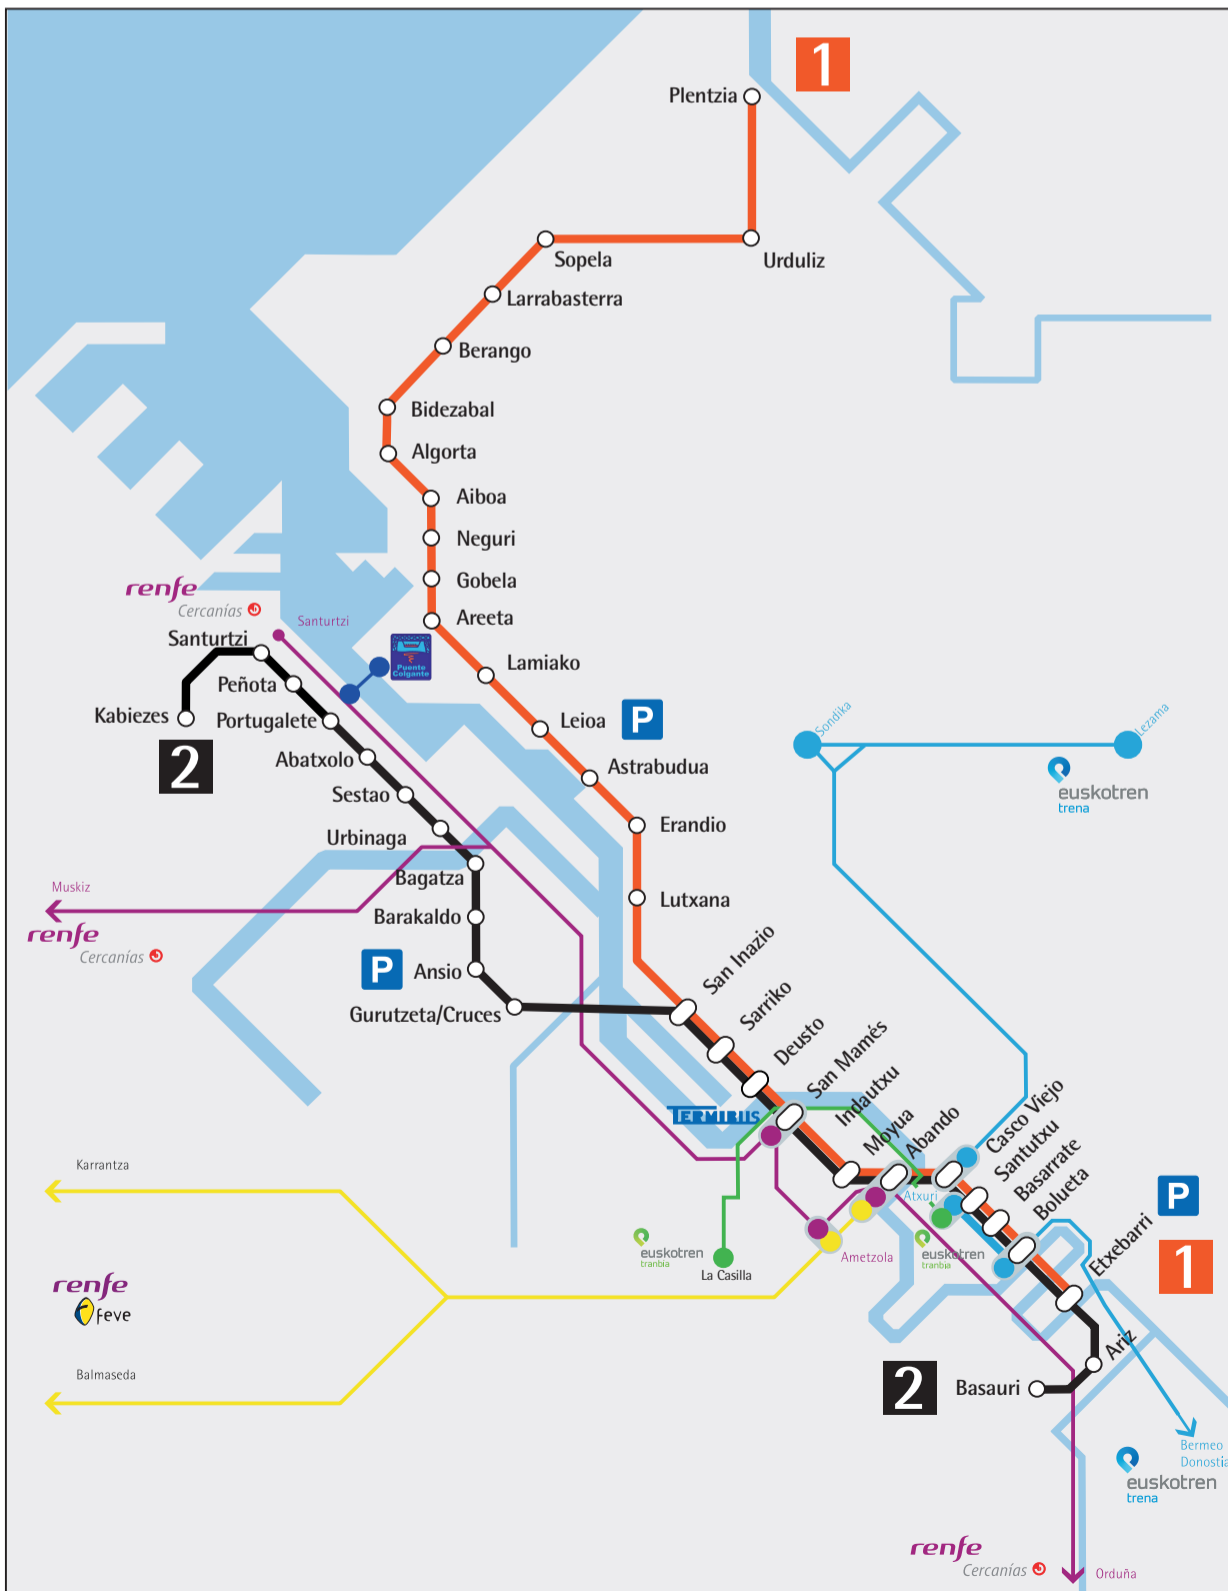 1
Plentzia
Sopela
Urduliz
Larrabasterra
Berango
Bidezabal
Algorta
Aiboa
Neguri
Gobela
Areeta
renfe
Cercanías
Santurtzi
Santurtzi
Puente
Colgante
Lamiako
Peñota
Kabiezes
Portugalete
Leioa
P
2
Abatxolo
Astrabudua
Sondika
Lezama
euskotren
trena
Sestao
Urbinaga
Erandio
Bagatza
Muskiz
renfe
Cercanías
Barakaldo
Lutxana
P
Ansio
Gurutzeta/Cruces
San Inazio
Sarriko
Deusto
San Mamés
Indautxu
Moyua
Abando
Casco Viejo
Santutxu
Basarrate
Bolueta
Etxebarri
TERMIBUS
Karrantza
Atxuri
P
1
euskotren
tranbia
La Casilla
Ametzola
euskotren
tranbia
renfe
feve
Balmaseda
Ariz
2
Basauri
Bermeo
Donostia
euskotren
trena
renfe
Cercanías
Orduña